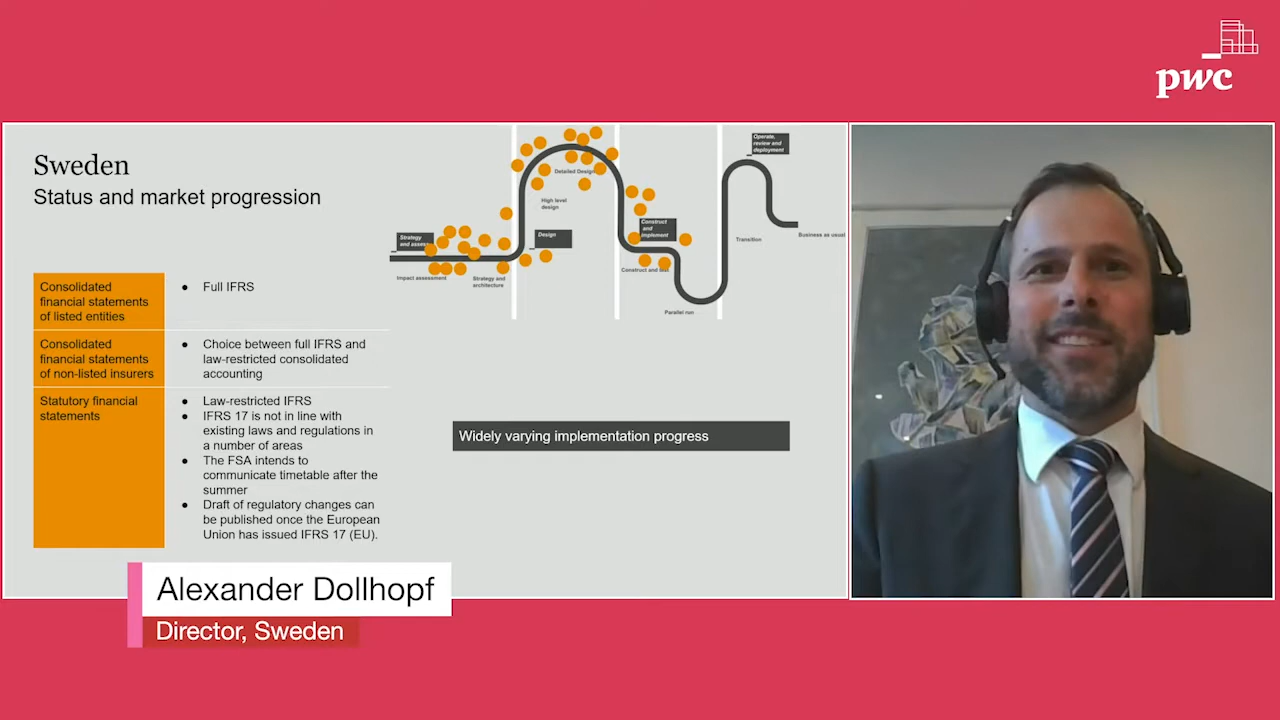 pwc
Sweden
Status and market progression
Consolidated
financial statements
of listed entities
● Full IFRS
Consolidated
financial statements
of non-listed insurers
● Choice between full IFRS and
law-restricted consolidated
accounting
Statutory financial
statements
● Law-restricted IFRS
● IFRS 17 is not in line with
existing laws and regulations in
a number of areas
● The FSA intends to
communicate timetable after the
summer
● Draft of regulatory changes can
be published once the European
Union has issued IFRS 17 (EU).
Strategy
and assess
Impact assessment
Strategy and
architecture
Design
High level
design
Detailed Design
Construct
and
implement
Construct and test
Parallel run
Transition
Operate,
review and
deployment
Business as usual
Widely varying implementation progress
Alexander Dollhopf
Director, Sweden